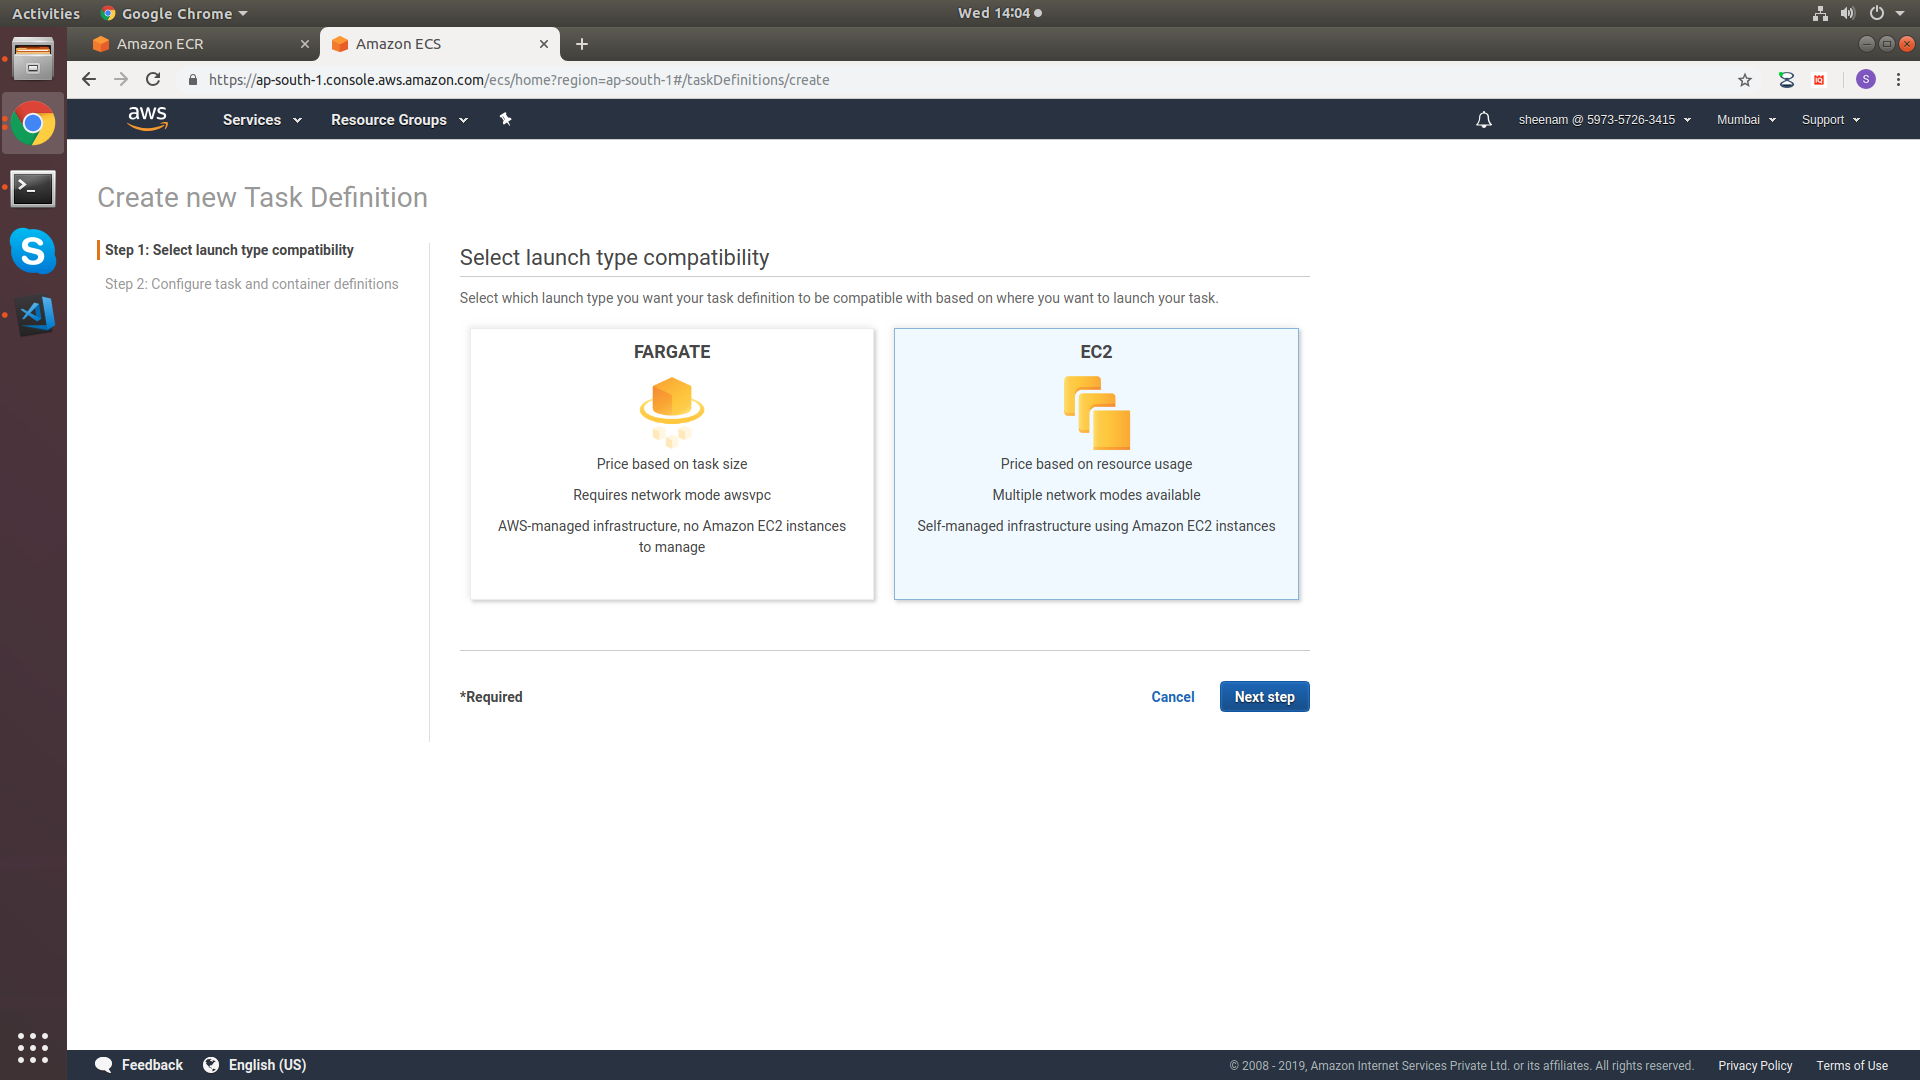 Activities
Google Chrome
Wed 14:04
Amazon ECR
Amazon ECS
https://ap-south-1.console.aws.amazon.com/ecs/home?region=ap-south-1#/taskDefinitions/create
S
aws
Services
Resource Groups
sheenam @ 5973-5726-3415
Mumbai
Support
Create new Task Definition
Step 1: Select launch type compatibility
Step 2: Configure task and container definitions
Select launch type compatibility
Select which launch type you want your task definition to be compatible with based on where you want to launch your task.
FARGATE
Price based on task size
Requires network mode awsvpc
AWS-managed infrastructure, no Amazon EC2 instances
to manage
EC2
Price based on resource usage
Multiple network modes available
Self-managed infrastructure using Amazon EC2 instances
*Required
Cancel
Next step
Feedback
English (US)
© 2008 - 2019, Amazon Internet Services Private Ltd. or its affiliates. All rights reserved.
Privacy Policy
Terms of Use